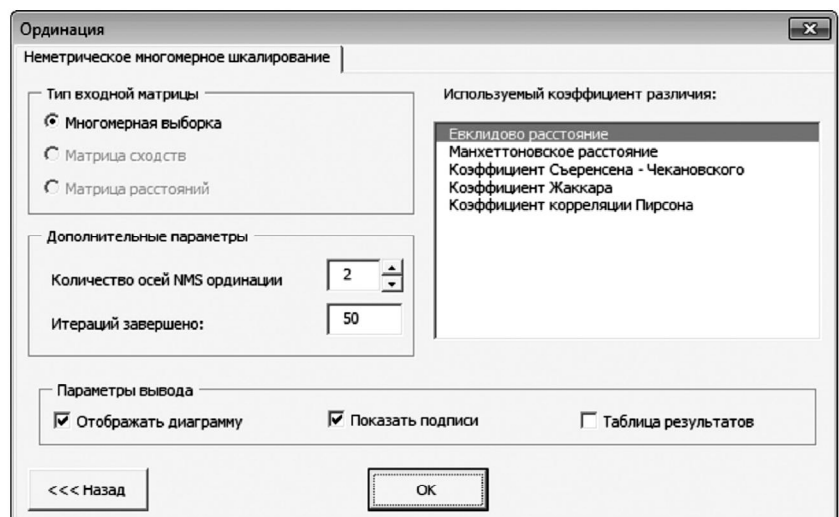 Ординация
Неметрическое многомерное шкалирование
Тип входной матрицы
Многомерная выборка
Матрица сходств
Матрица расстояний
Используемый коэффициент различия:
Евклидово расстояние
Манхеттоновское расстояние
Коэффициент Съеренсена - Чекановского
Коэффициент Жаккара
Коэффициент корреляции Пирсона
Дополнительные параметры
Количество осей NMS ординации 2
Итераций завершено: 50
Параметры вывода
Отображать диаграмму Показать подписи Таблица результатов
<<< Назад OK